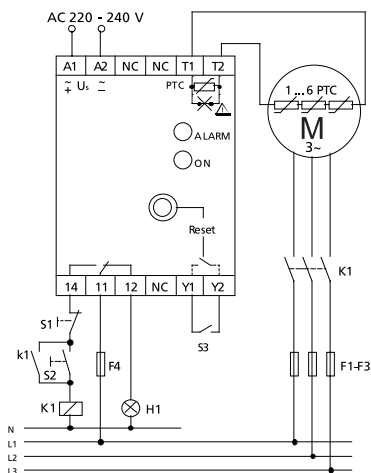 AC 220 - 240 V
A1 A2 NC NC T1 T2
~ + Us ~ −
PTC
1 ... 6 PTC
M
3~
ALARM
ON
Reset
14 11 12 NC Y1 Y2
K1
S1
S3
k1
S2
F4
F1-F3
K1
H1
N
L1
L2
L3